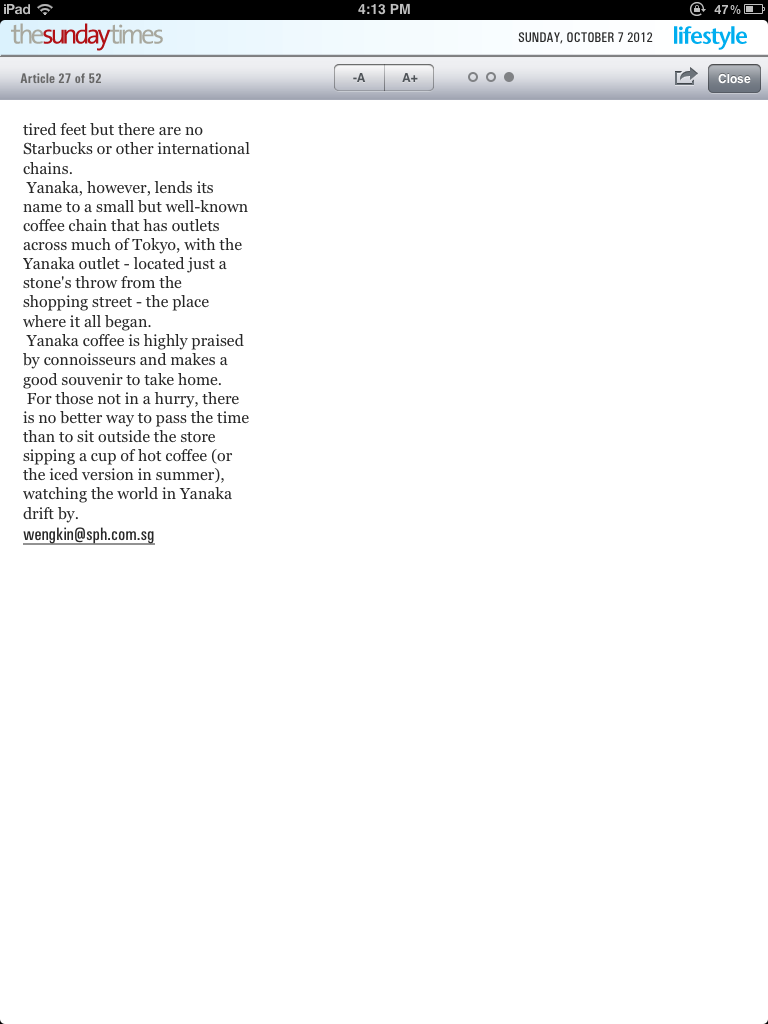 iPad
4:13 PM
47%
thesundaytimes
SUNDAY, OCTOBER 7 2012
lifestyle
Article 27 of 52
-A
A+
Close
tired feet but there are no
Starbucks or other international
chains.
Yanaka, however, lends its
name to a small but well-known
coffee chain that has outlets
across much of Tokyo, with the
Yanaka outlet - located just a
stone's throw from the
shopping street - the place
where it all began.
Yanaka coffee is highly praised
by connoisseurs and makes a
good souvenir to take home.
For those not in a hurry, there
is no better way to pass the time
than to sit outside the store
sipping a cup of hot coffee (or
the iced version in summer),
watching the world in Yanaka
drift by.
wengkin@sph.com.sg